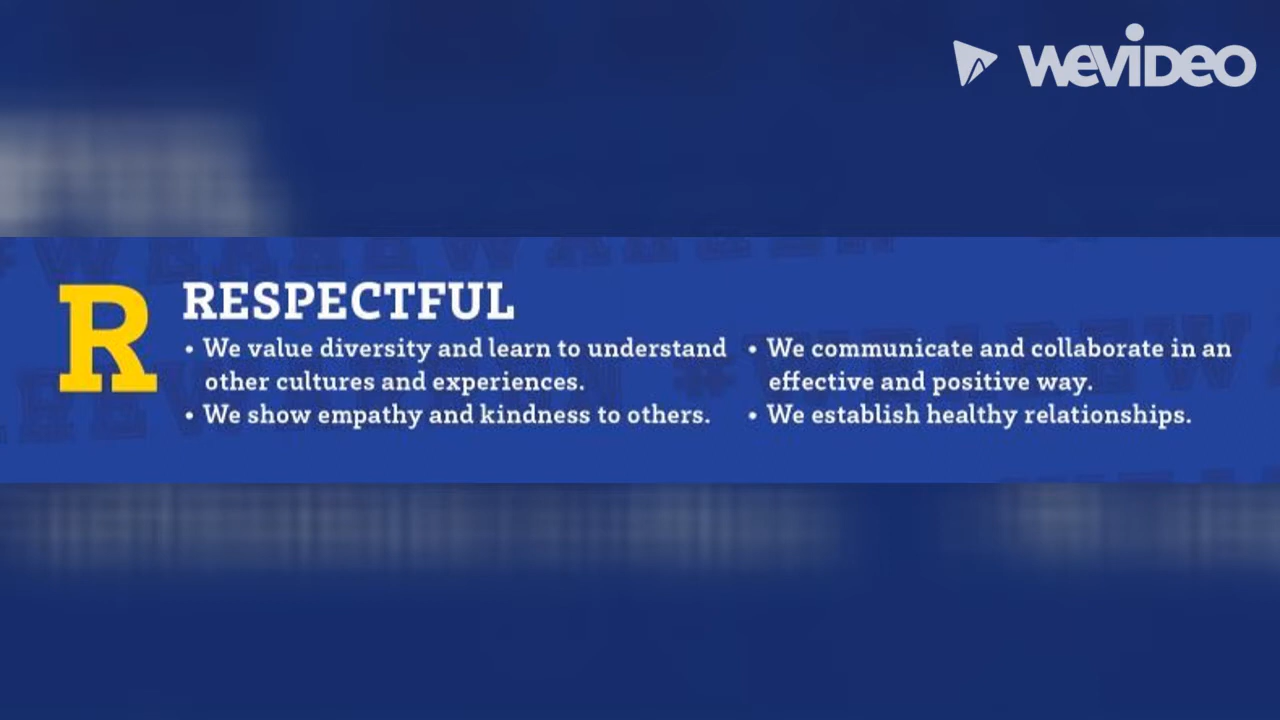 WEVIDEO
R
RESPECTFUL
• We value diversity and learn to understand
other cultures and experiences.
• We show empathy and kindness to others.
• We communicate and collaborate in an
effective and positive way.
• We establish healthy relationships.